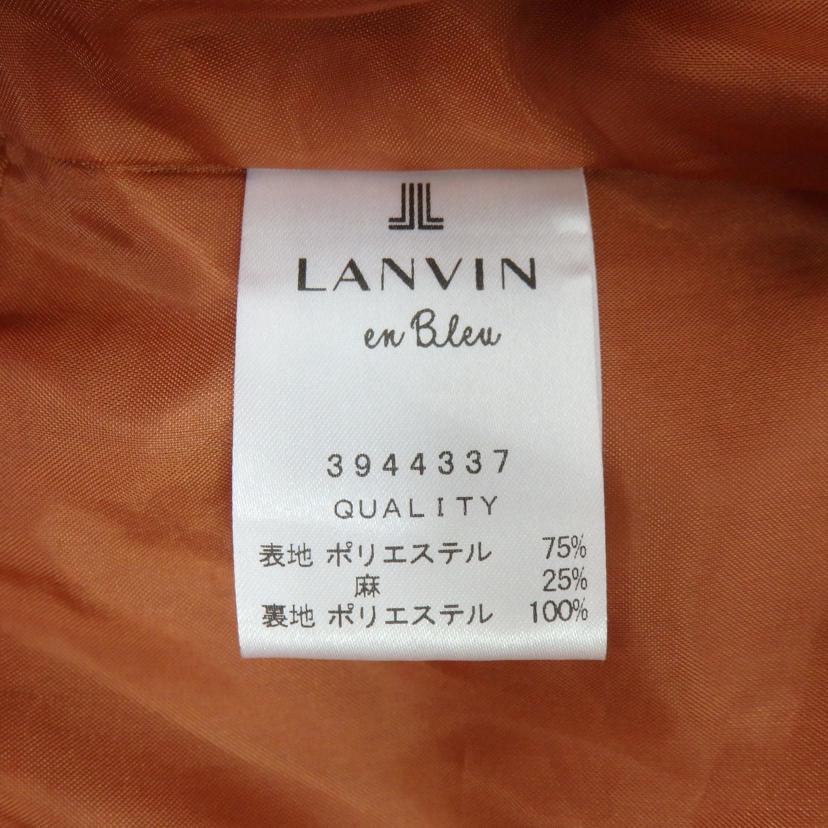 LANVIN
en Bleu
3944337
QUALITY
表地 ポリエステル 75%
麻 25%
裏地 ポリエステル 100%